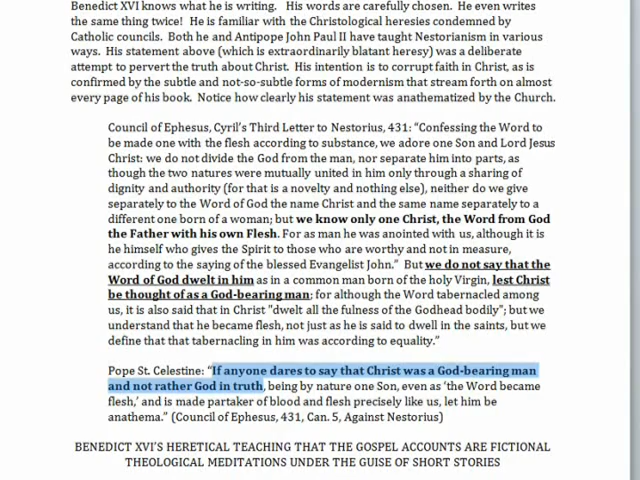 Benedict XVI knows what he is writing.  His words are carefully chosen.  He even writes
the same thing twice!  He is familiar with the Christological heresies condemned by
Catholic councils.  Both he and Antipope John Paul II have taught Nestorianism in various
ways.  His statement above (which is extraordinarily blatant heresy) was a deliberate
attempt to pervert the truth about Christ.  His intention is to corrupt faith in Christ, as is
confirmed by the subtle and not-so-subtle forms of modernism that stream forth on almost
every page of his book.  Notice how clearly his statement was anathematized by the Church.
Council of Ephesus, Cyril's Third Letter to Nestorius, 431: “Confessing the Word to
be made one with the flesh according to substance, we adore one Son and Lord Jesus
Christ: we do not divide the God from the man, nor separate him into parts, as
though the two natures were mutually united in him only through a sharing of
dignity and authority (for that is a novelty and nothing else), neither do we give
separately to the Word of God the name Christ and the same name separately to a
different one born of a woman; but we know only one Christ, the Word from God
the Father with his own Flesh. For as man he was anointed with us, although it is
he himself who gives the Spirit to those who are worthy and not in measure,
according to the saying of the blessed Evangelist John.”  But we do not say that the
Word of God dwelt in him as in a common man born of the holy Virgin, lest Christ
be thought of as a God-bearing man; for although the Word tabernacled among
us, it is also said that in Christ "dwelt all the fulness of the Godhead bodily"; but we
understand that he became flesh, not just as he is said to dwell in the saints, but we
define that that tabernacling in him was according to equality.”
Pope St. Celestine: “If anyone dares to say that Christ was a God-bearing man
and not rather God in truth, being by nature one Son, even as ‘the Word became
flesh,’ and is made partaker of blood and flesh precisely like us, let him be
anathema.” (Council of Ephesus, 431, Can. 5, Against Nestorius)
BENEDICT XVI’S HERETICAL TEACHING THAT THE GOSPEL ACCOUNTS ARE FICTIONAL
THEOLOGICAL MEDITATIONS UNDER THE GUISE OF SHORT STORIES